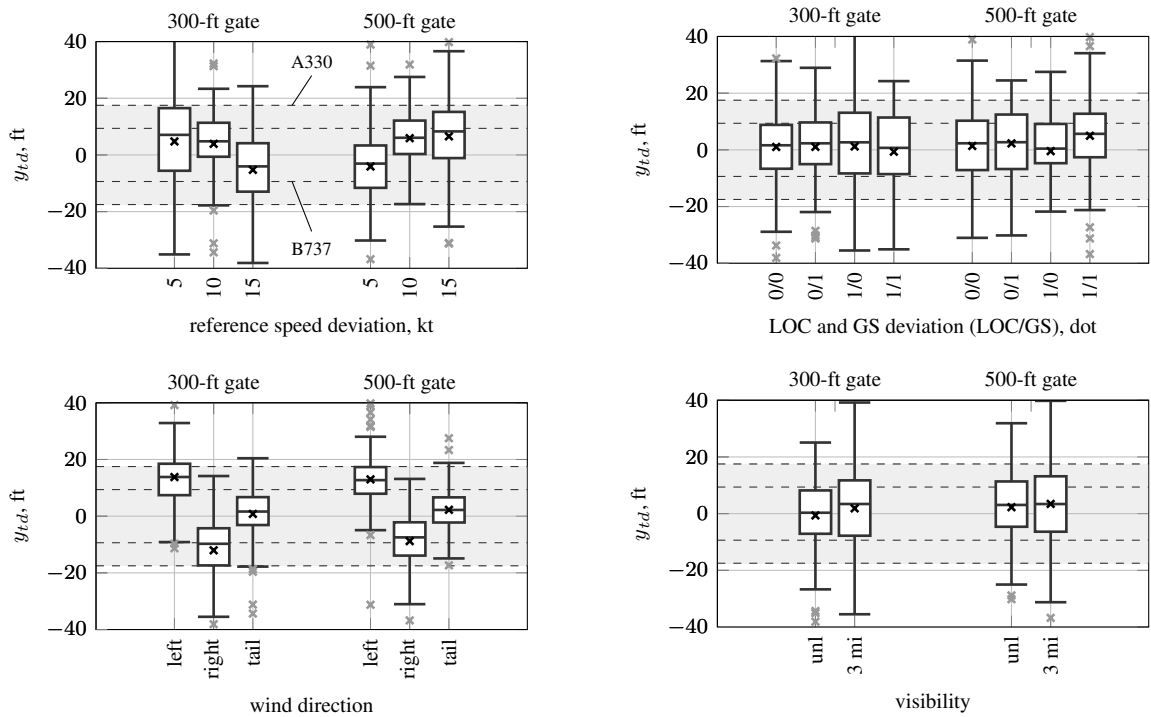 300-ft gate 500-ft gate
40
20
0
−20
−40
y_td, ft
A330
B737
5 10 15 5 10 15
reference speed deviation, kt
300-ft gate 500-ft gate
40
20
0
−20
−40
y_td, ft
0/0 0/1 1/0 1/1 0/0 0/1 1/0 1/1
LOC and GS deviation (LOC/GS), dot
300-ft gate 500-ft gate
40
20
0
−20
−40
y_td, ft
left right tail left right tail
wind direction
300-ft gate 500-ft gate
40
20
0
−20
−40
y_td, ft
unl 3 mi unl 3 mi
visibility